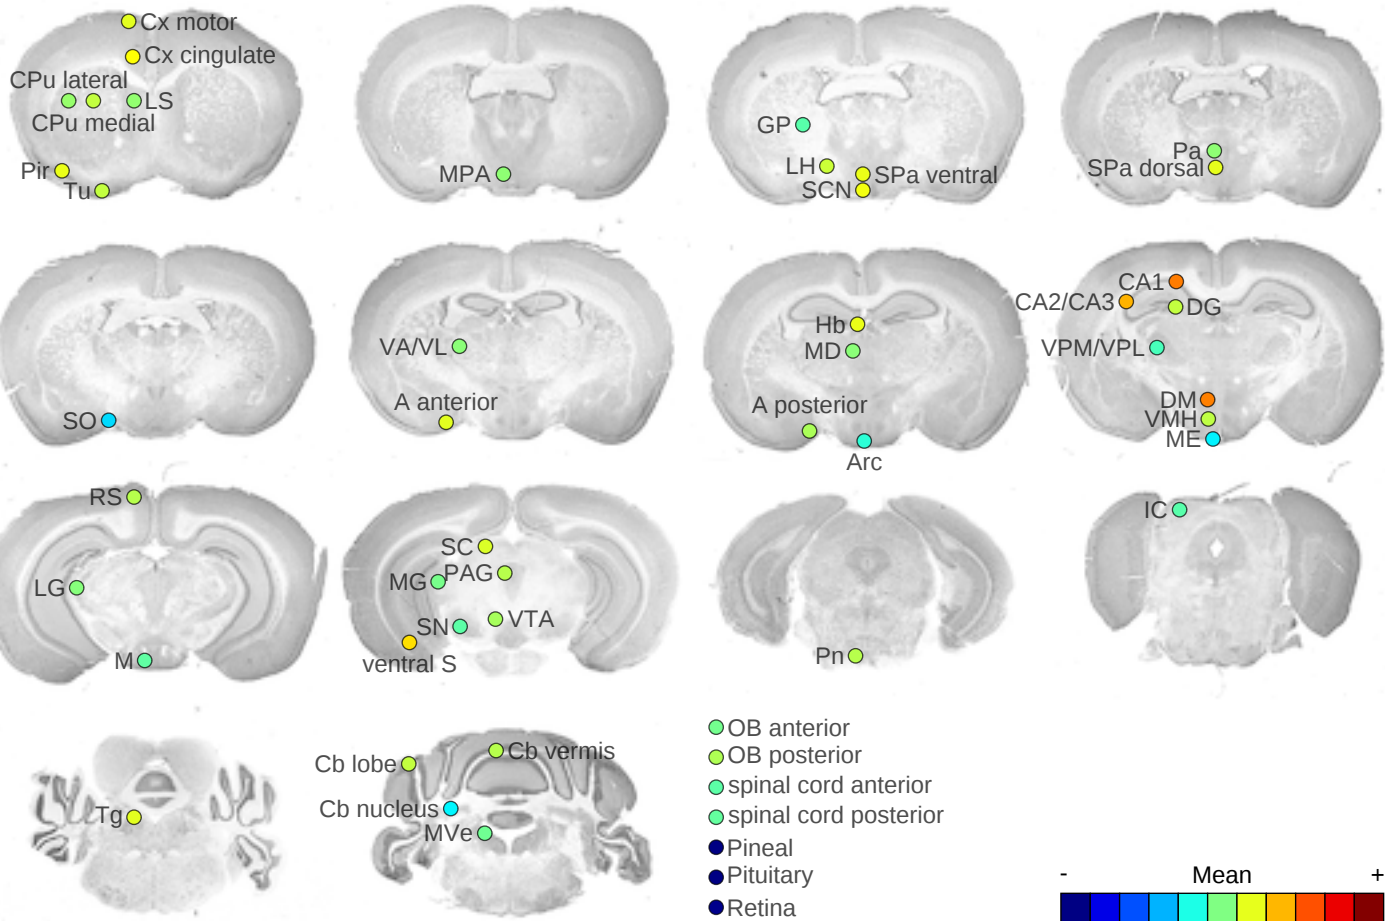 Cx motor
Cx cingulate
CPu lateral
LS
CPu medial
Pir
Tu
MPA
GP
LH
SPa ventral
SCN
Pa
SPa dorsal
SO
VA/VL
A anterior
Hb
MD
A posterior
Arc
CA1
CA2/CA3
DG
VPM/VPL
DM
VMH
ME
RS
LG
M
SC
PAG
MG
VTA
SN
ventral S
Pn
IC
Tg
Cb vermis
Cb lobe
Cb nucleus
MVe
OB anterior
OB posterior
spinal cord anterior
spinal cord posterior
Pineal
Pituitary
Retina
- Mean +